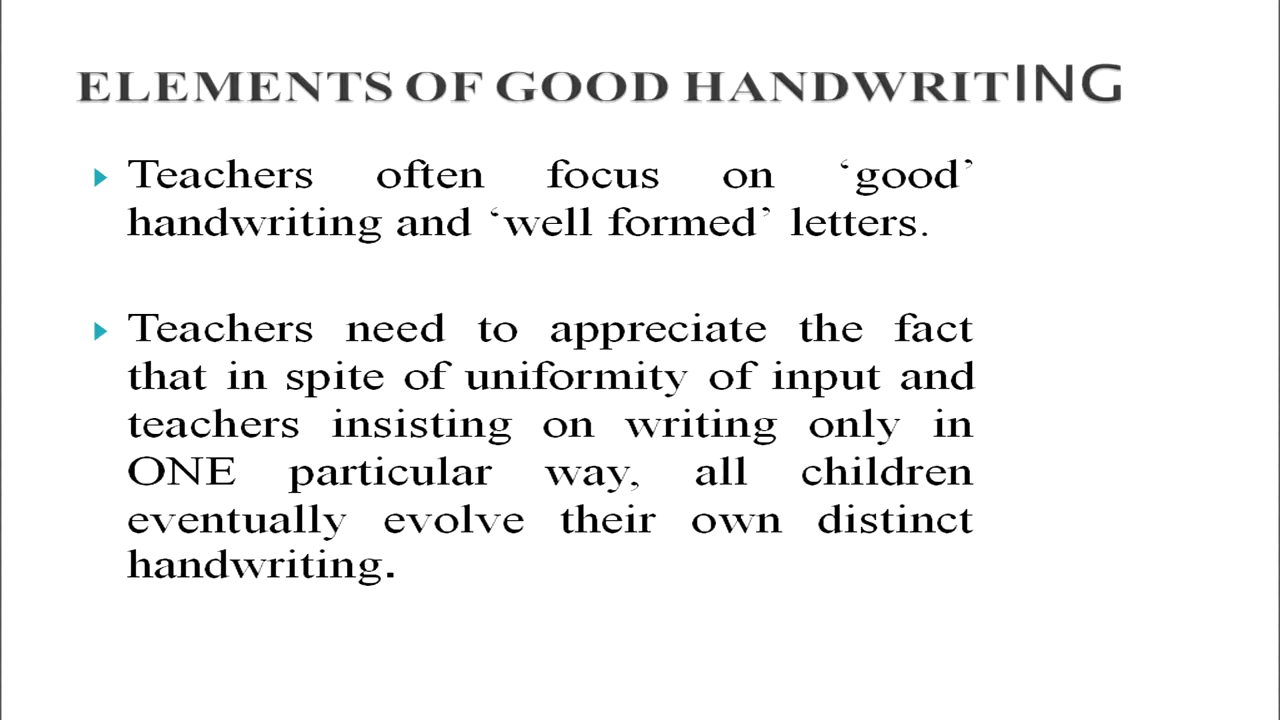 ELEMENTS OF GOOD HANDWRITING
Teachers often focus on ‘good’
handwriting and ‘well formed’ letters.
Teachers need to appreciate the fact
that in spite of uniformity of input and
teachers insisting on writing only in
ONE particular way, all children
eventually evolve their own distinct
handwriting.